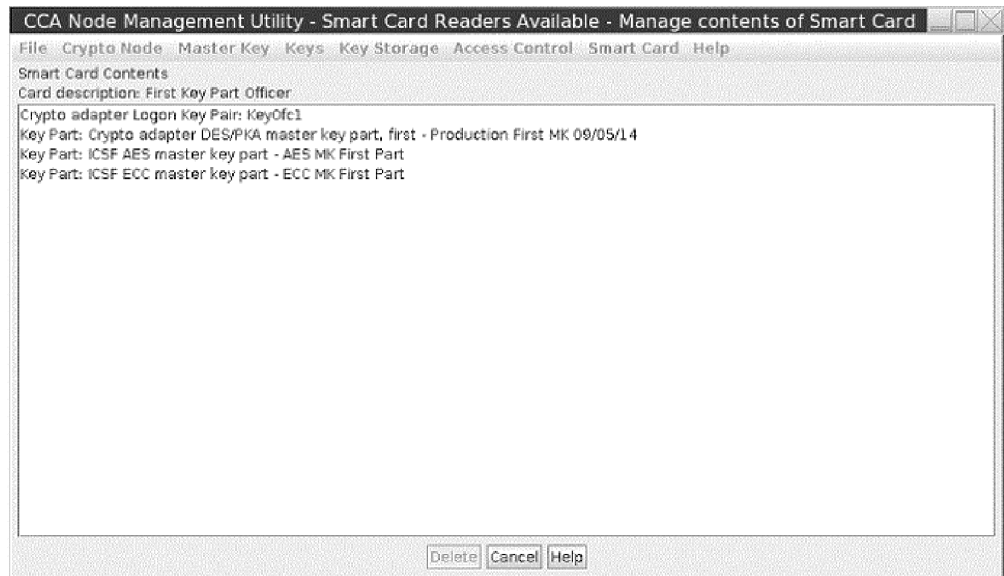 CCA Node Management Utility - Smart Card Readers Available - Manage contents of Smart Card
File Crypto Node Master Key Keys Key Storage Access Control Smart Card Help
Smart Card Contents
Card description: First Key Part Officer
Crypto adapter Logon Key Pair: KeyOfc1
Key Part: Crypto adapter DES/PKA master key part, first - Production First MK 09/05/14
Key Part: ICSF AES master key part - AES MK First Part
Key Part: ICSF ECC master key part - ECC MK First Part
Delete Cancel Help